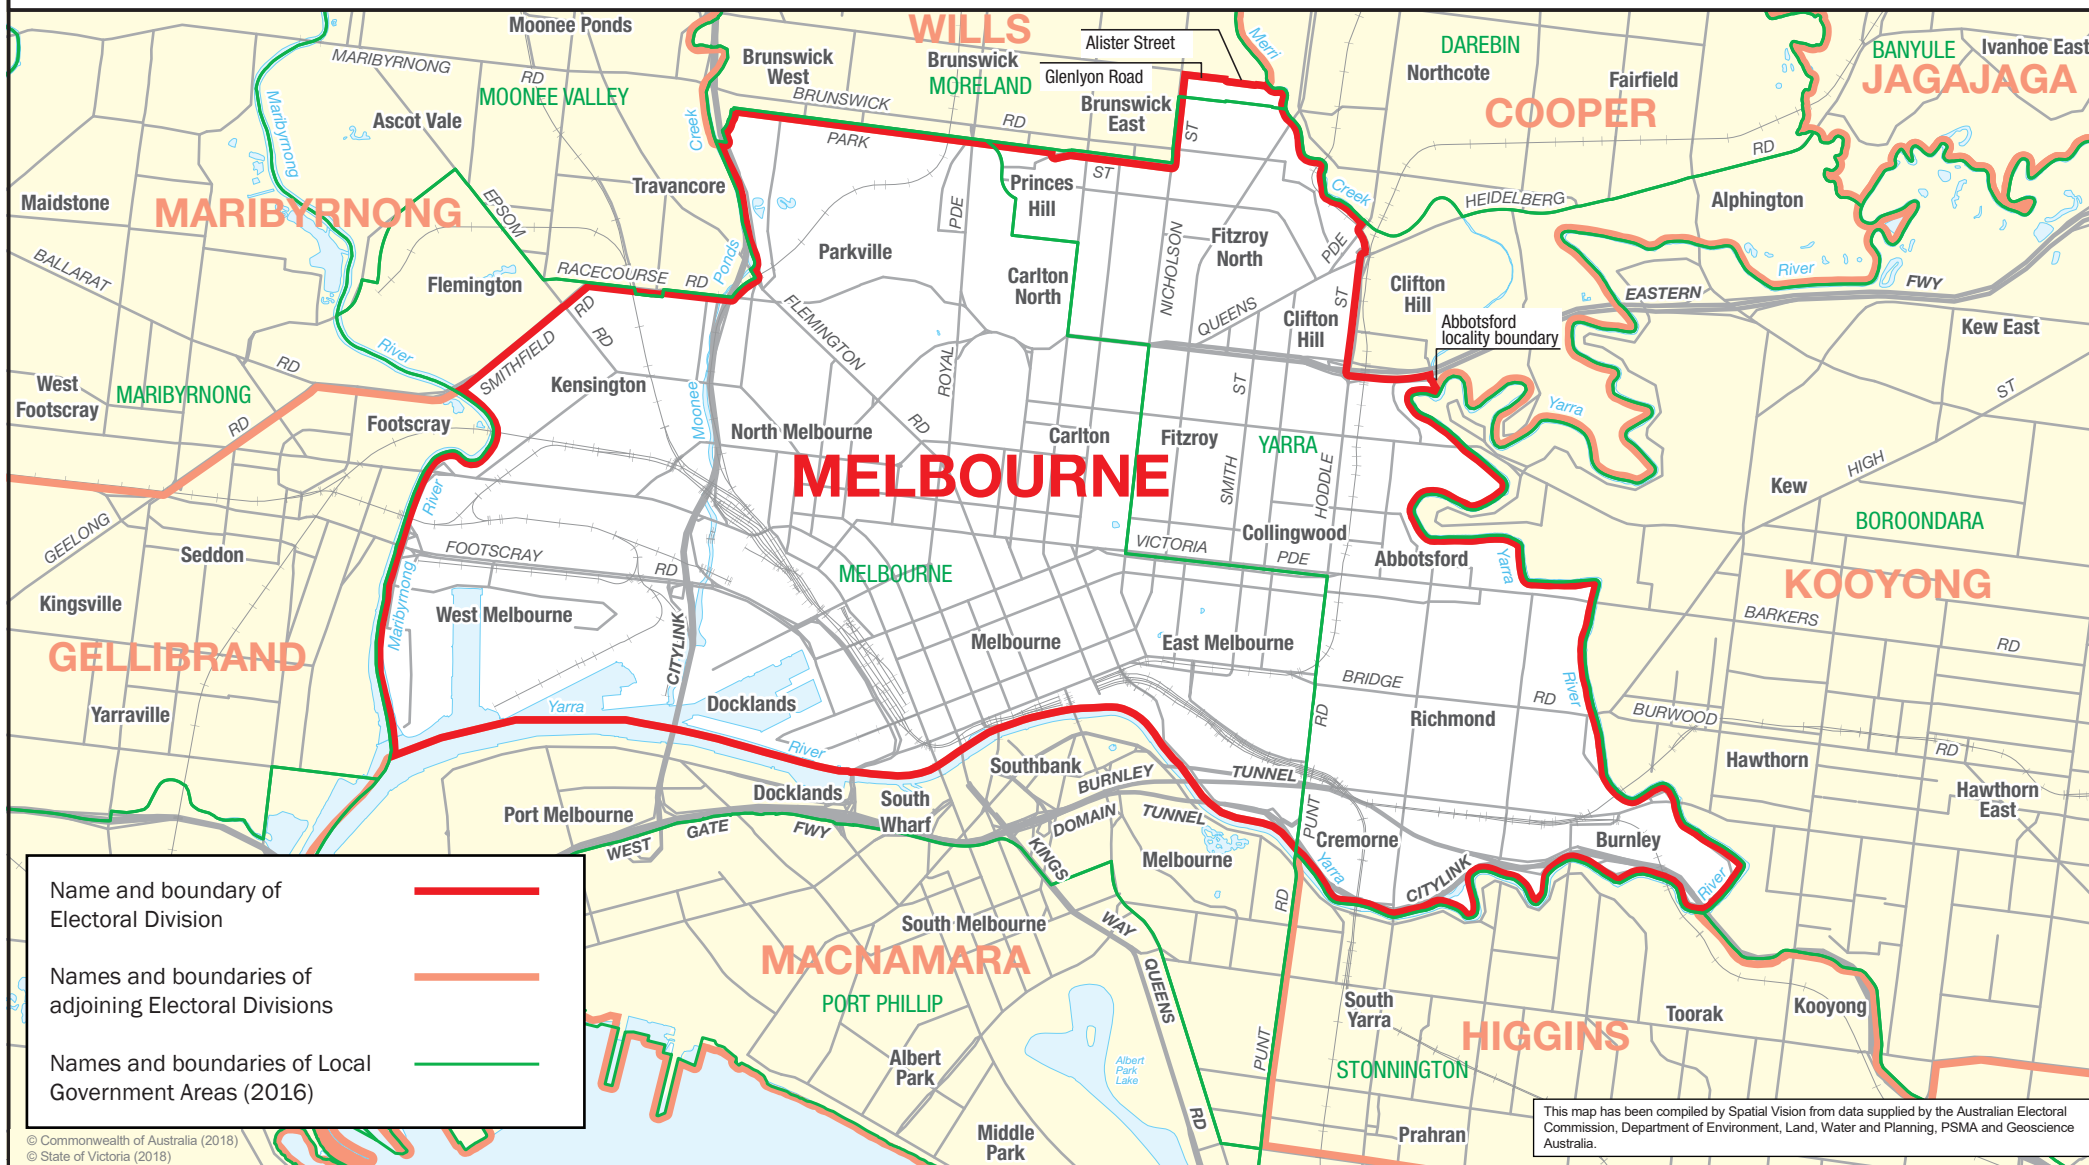 Moonee Ponds
WILLS
Alister Street
Merri
DAREBIN
BANYULE
Ivanhoe East
MARIBYRNONG
RD
Brunswick
West
Brunswick
MORELAND
Glenlyon Road
Northcote
Fairfield
JAGAJAGA
MOONEE VALLEY
BRUNSWICK
RD
Brunswick
East
COOPER
Maribyrnong
Ascot Vale
Creek
PARK
ST
ST
RD
Maidstone
MARIBYRNONG
Travancore
Princes
Hill
Creek
HEIDELBERG
Alphington
EPSOM
PDE
Parkville
NICHOLSON
Fitzroy
North
PDE
BALLARAT
Flemington
RACECOURSE
RD
Ponds
Carlton
North
Clifton
Hill
River
FWY
EASTERN
RD
RD
FLEMINGTON
QUEENS
ST
Clifton
Hill
Abbotsford
locality boundary
Kew East
River
SMITHFIELD
RD
West
Footscray
MARIBYRNONG
Kensington
ROYAL
ST
Yarra
ST
RD
Footscray
Moonee
North Melbourne
RD
Carlton
Fitzroy
YARRA
MELBOURNE
SMITH
HODDLE
HIGH
Kew
River
BOROONDARA
GEELONG
Seddon
FOOTSCRAY
RD
VICTORIA
PDE
Collingwood
Abbotsford
Yarra
MELBOURNE
KOOYONG
Kingsville
Maribyrnong
West Melbourne
BARKERS
RD
GELLIBRAND
CITYLINK
Melbourne
East Melbourne
BRIDGE
RD
River
Yarraville
Yarra
Docklands
RD
Richmond
BURWOOD
RD
River
Hawthorn
Southbank
BURNLEY
TUNNEL
Hawthorn
East
Port Melbourne
Docklands
South
Wharf
DOMAIN
TUNNEL
PUNT
Cremorne
Burnley
WEST
GATE
FWY
KINGS
Melbourne
Yarra
CITYLINK
River
RD
South Melbourne
WAY
MACNAMARA
QUEENS
PORT PHILLIP
South
Yarra
HIGGINS
Toorak
Kooyong
Albert
Park
Albert
Park
Lake
PUNT
STONNINGTON
RD
Middle
Park
Prahran
Name and boundary of
Electoral Division
Names and boundaries of
adjoining Electoral Divisions
Names and boundaries of Local
Government Areas (2016)
© Commonwealth of Australia (2018)
© State of Victoria (2018)
This map has been compiled by Spatial Vision from data supplied by the Australian Electoral
Commission, Department of Environment, Land, Water and Planning, PSMA and Geoscience
Australia.